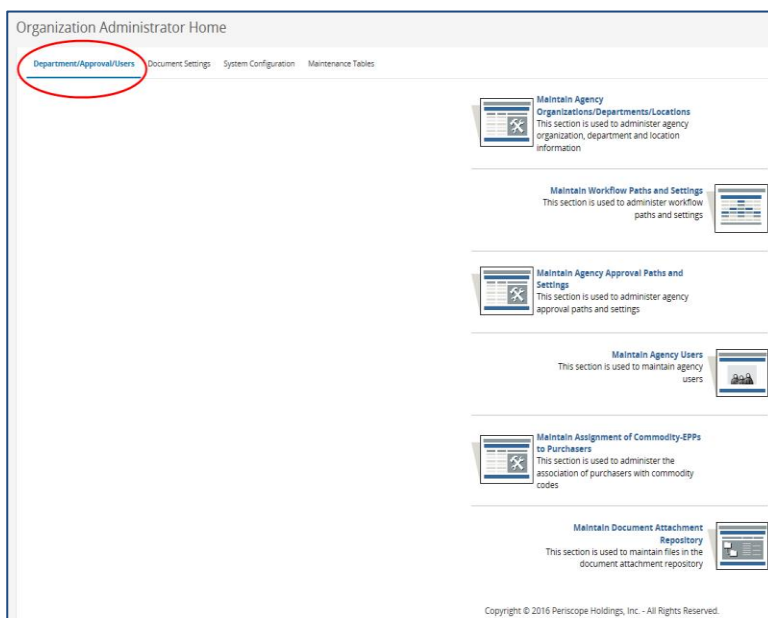 Organization Administrator Home
Department/Approval/Users Document Settings System Configuration Maintenance Tables
Maintain Agency
Organizations/Departments/Locations
This section is used to administer agency
organization, department and location
information
Maintain Workflow Paths and Settings
This section is used to administer workflow
paths and settings
Maintain Agency Approval Paths and
Settings
This section is used to administer agency
approval paths and settings
Maintain Agency Users
This section is used to maintain agency
users
Maintain Assignment of Commodity-EPPs
to Purchasers
This section is used to administer the
association of purchasers with commodity
codes
Maintain Document Attachment
Repository
This section is used to maintain files in the
document attachment repository
Copyright © 2016 Periscope Holdings, Inc. - All Rights Reserved.